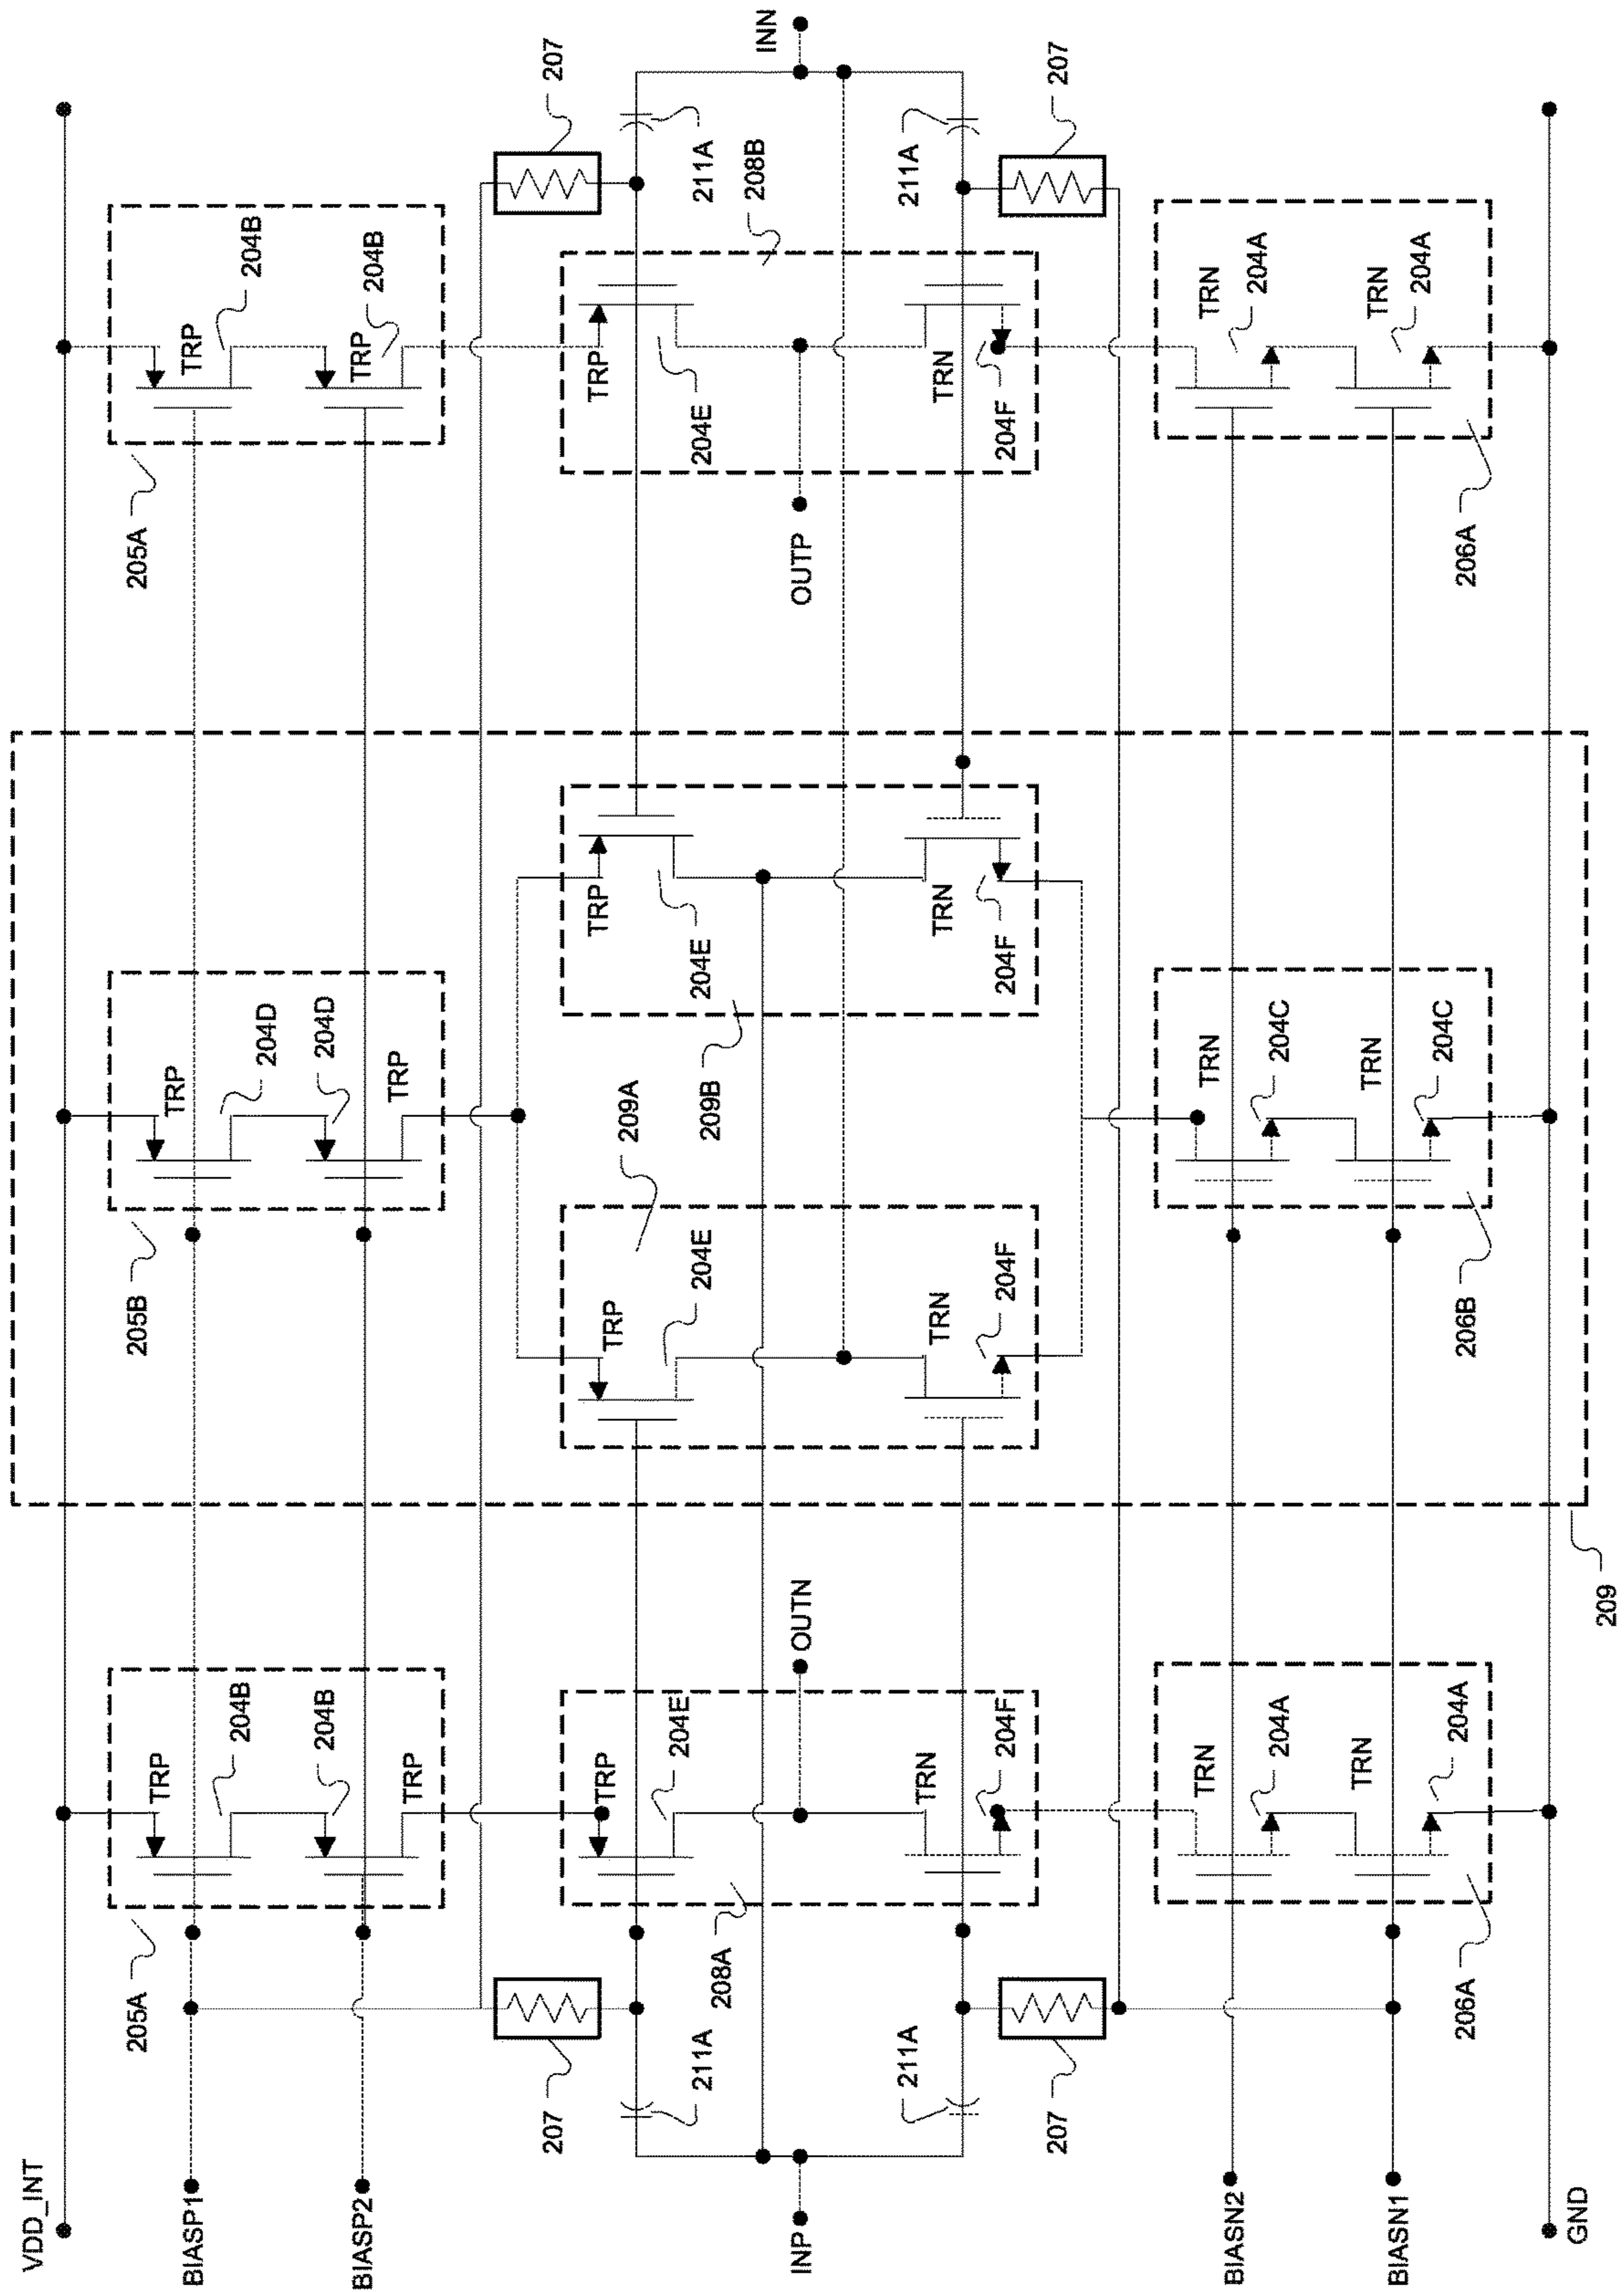 VDD_INT
205A
205B
205A
TRP
TRP
TRP
BIASP1
204B
204D
204B
204B
204D
204B
BIASP2
TRP
TRP
TRP
207
207
TRP
TRP
TRP
TRP
209A
204E
204E
204E
204E
211A
211A
208A
209B
208B
INP
OUTN
OUTP
INN
211A
211A
TRN
TRN
TRN
TRN
204F
204F
204F
204F
207
207
TRN
TRN
TRN
BIASN2
204A
204C
204A
TRN
TRN
TRN
BIASN1
204A
204C
204A
206A
206B
206A
GND
209